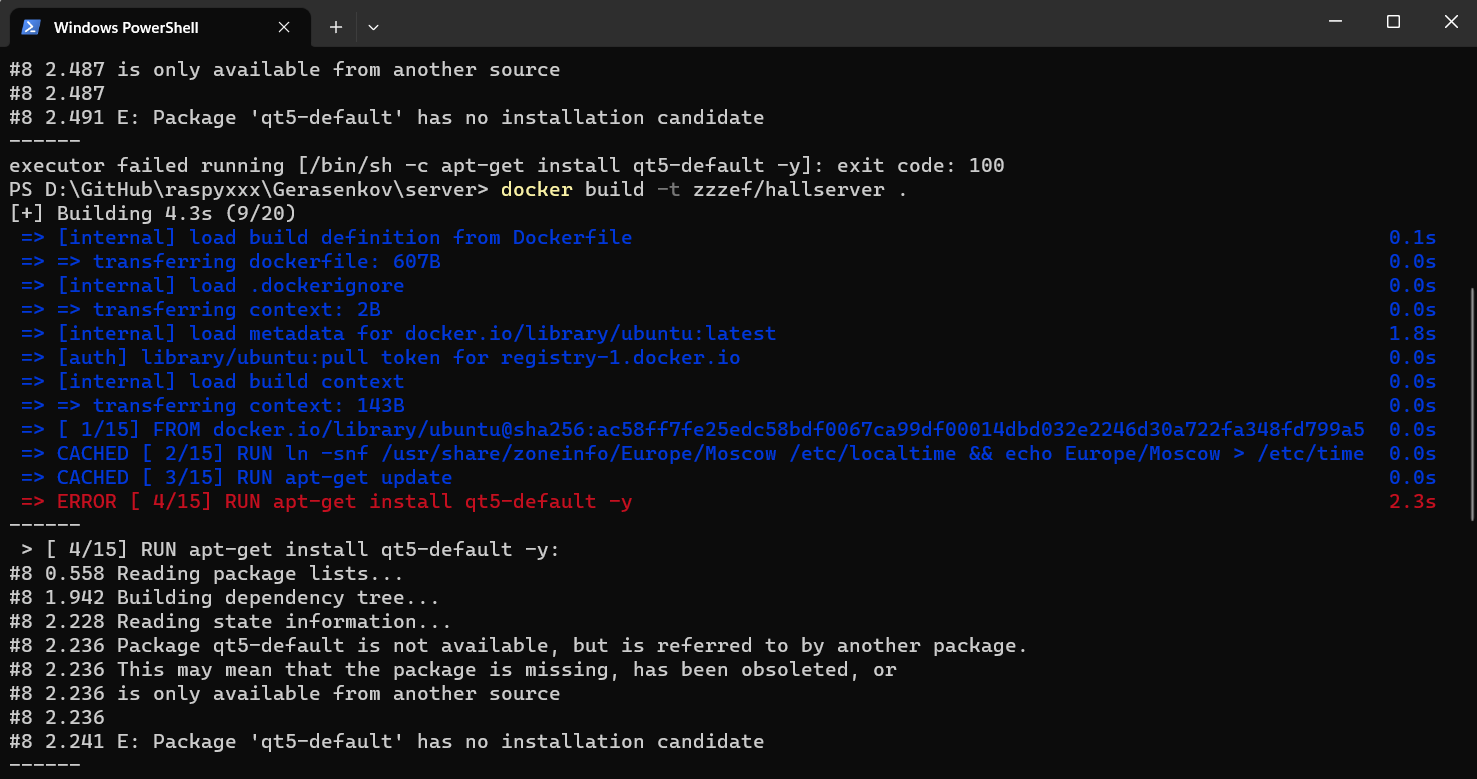 Windows PowerShell
#8 2.487 is only available from another source
#8 2.487
#8 2.491 E: Package 'qt5-default' has no installation candidate
------
executor failed running [/bin/sh -c apt-get install qt5-default -y]: exit code: 100
PS D:\GitHub\raspyxxx\Gerasenkov\server> docker build -t zzzef/hallserver .
[+] Building 4.3s (9/20)
=> [internal] load build definition from Dockerfile 0.1s
=> => transferring dockerfile: 607B 0.0s
=> [internal] load .dockerignore 0.0s
=> => transferring context: 2B 0.0s
=> [internal] load metadata for docker.io/library/ubuntu:latest 1.8s
=> [auth] library/ubuntu:pull token for registry-1.docker.io 0.0s
=> [internal] load build context 0.0s
=> => transferring context: 143B 0.0s
=> [ 1/15] FROM docker.io/library/ubuntu@sha256:ac58ff7fe25edc58bdf0067ca99df00014dbd032e2246d30a722fa348fd799a5 0.0s
=> CACHED [ 2/15] RUN ln -snf /usr/share/zoneinfo/Europe/Moscow /etc/localtime && echo Europe/Moscow > /etc/time 0.0s
=> CACHED [ 3/15] RUN apt-get update 0.0s
=> ERROR [ 4/15] RUN apt-get install qt5-default -y 2.3s
------
> [ 4/15] RUN apt-get install qt5-default -y:
#8 0.558 Reading package lists...
#8 1.942 Building dependency tree...
#8 2.228 Reading state information...
#8 2.236 Package qt5-default is not available, but is referred to by another package.
#8 2.236 This may mean that the package is missing, has been obsoleted, or
#8 2.236 is only available from another source
#8 2.236
#8 2.241 E: Package 'qt5-default' has no installation candidate
------